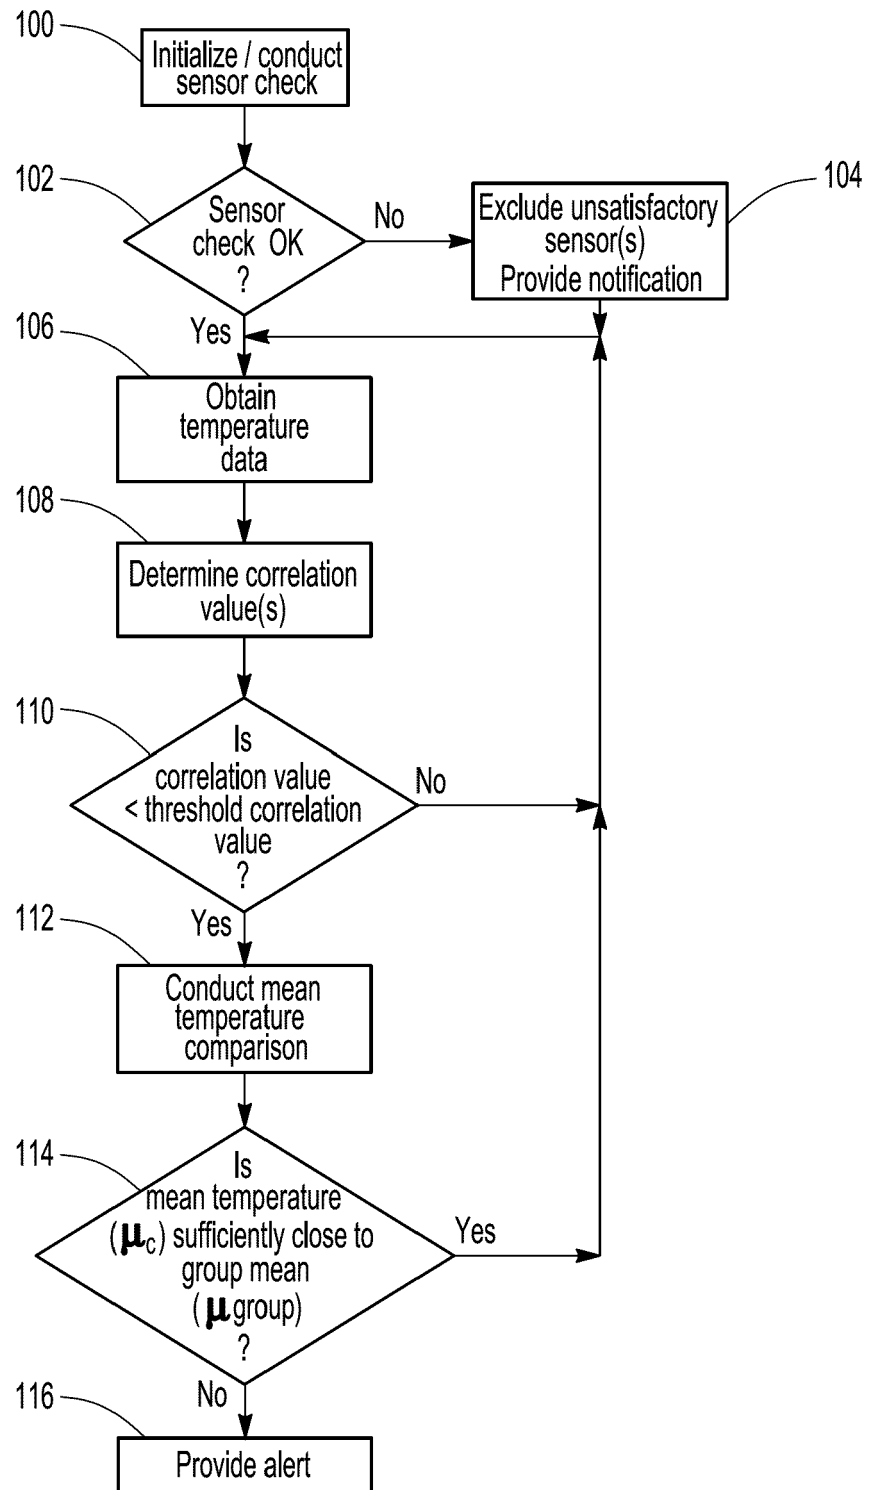 100
Initialize / conduct
sensor check
102
Sensor
check OK
?
No
104
Exclude unsatisfactory
sensor(s)
Provide notification
Yes
106
Obtain
temperature
data
108
Determine correlation
value(s)
110
Is
correlation value
< threshold correlation
value
?
No
Yes
112
Conduct mean
temperature
comparison
114
Is
mean temperature
(μc) sufficiently close to
group mean
(μ group)
?
Yes
No
116
Provide alert